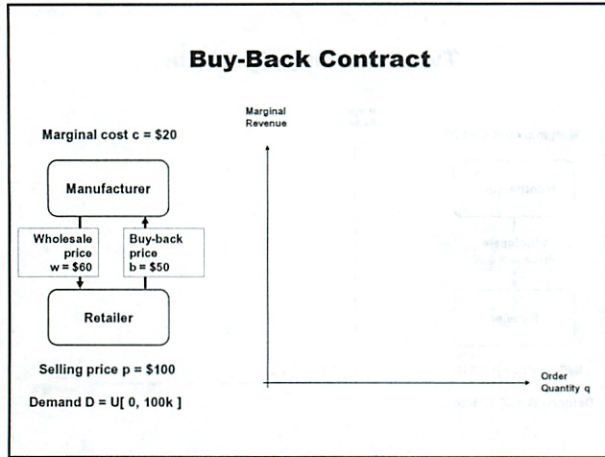 Buy-Back Contract
Marginal
Revenue
Marginal cost c = $20
Manufacturer
Wholesale
price
w = $60
Buy-back
price
b = $50
Retailer
Selling price p = $100
Demand D = U[ 0, 100k ]
Order
Quantity q